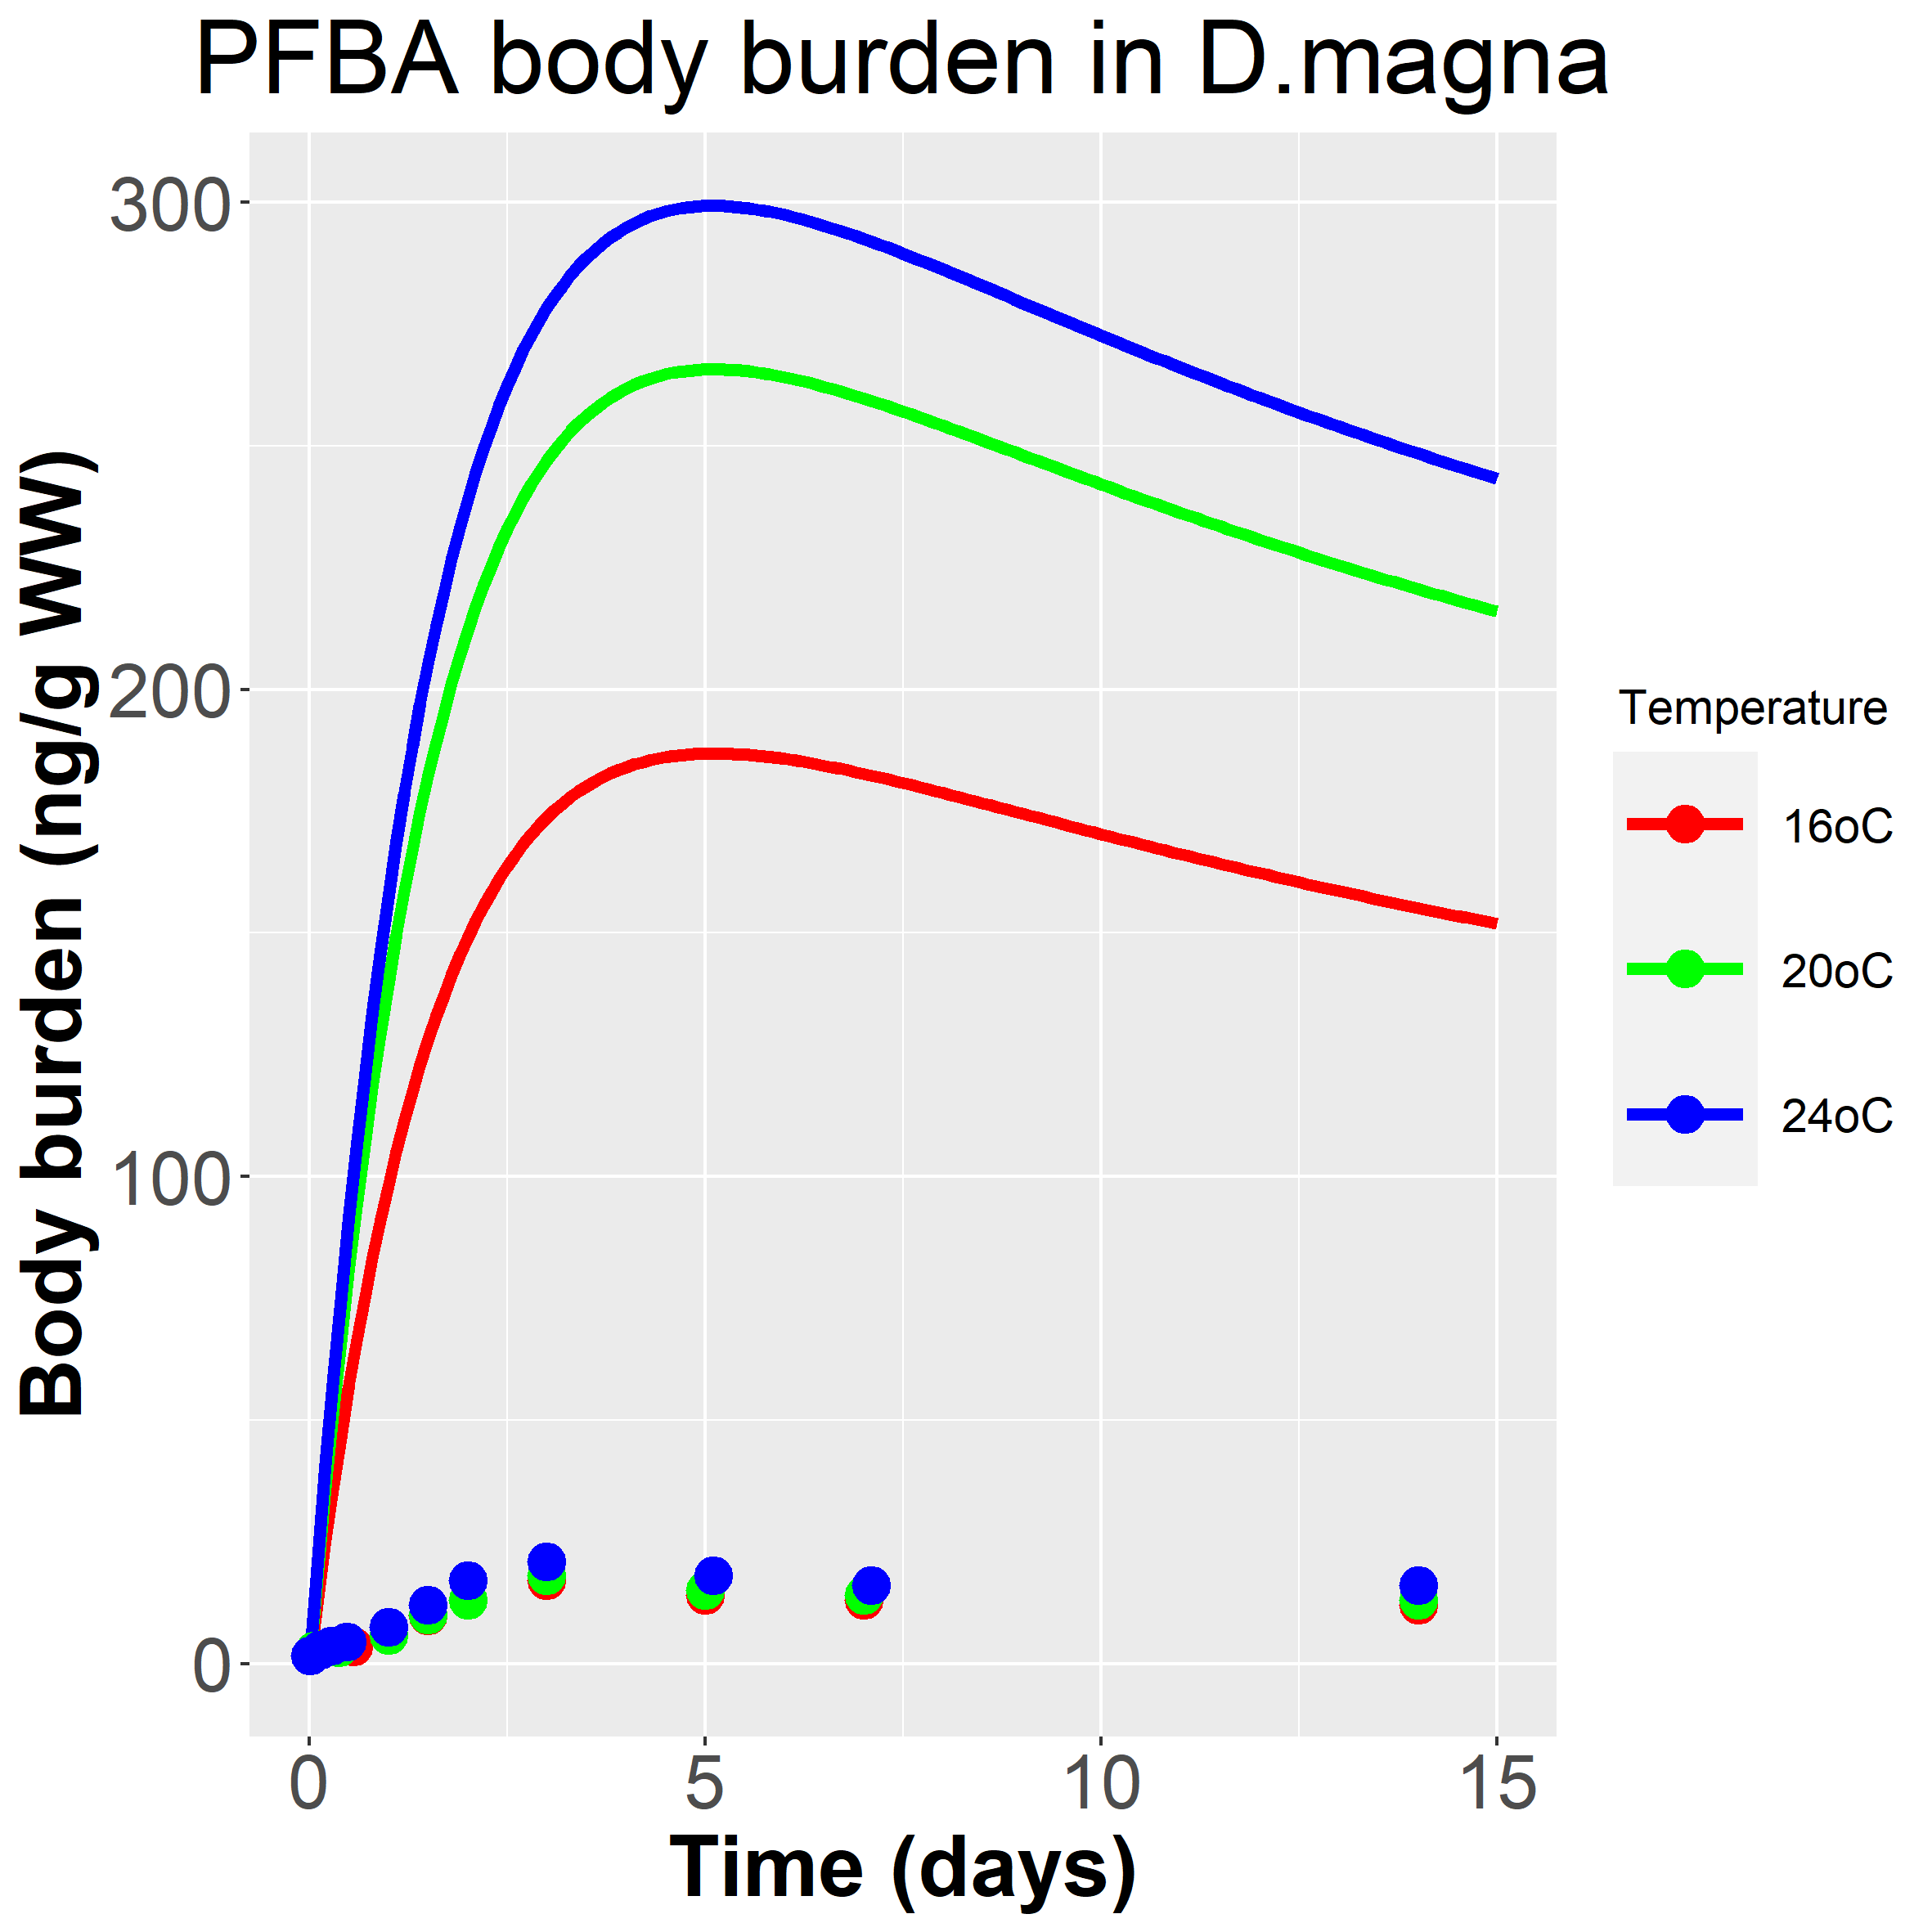 PFBA body burden in D.magna
Body burden (ng/g WW)
300
200
100
0
0
5
10
15
Time (days)
Temperature
16oC
20oC
24oC